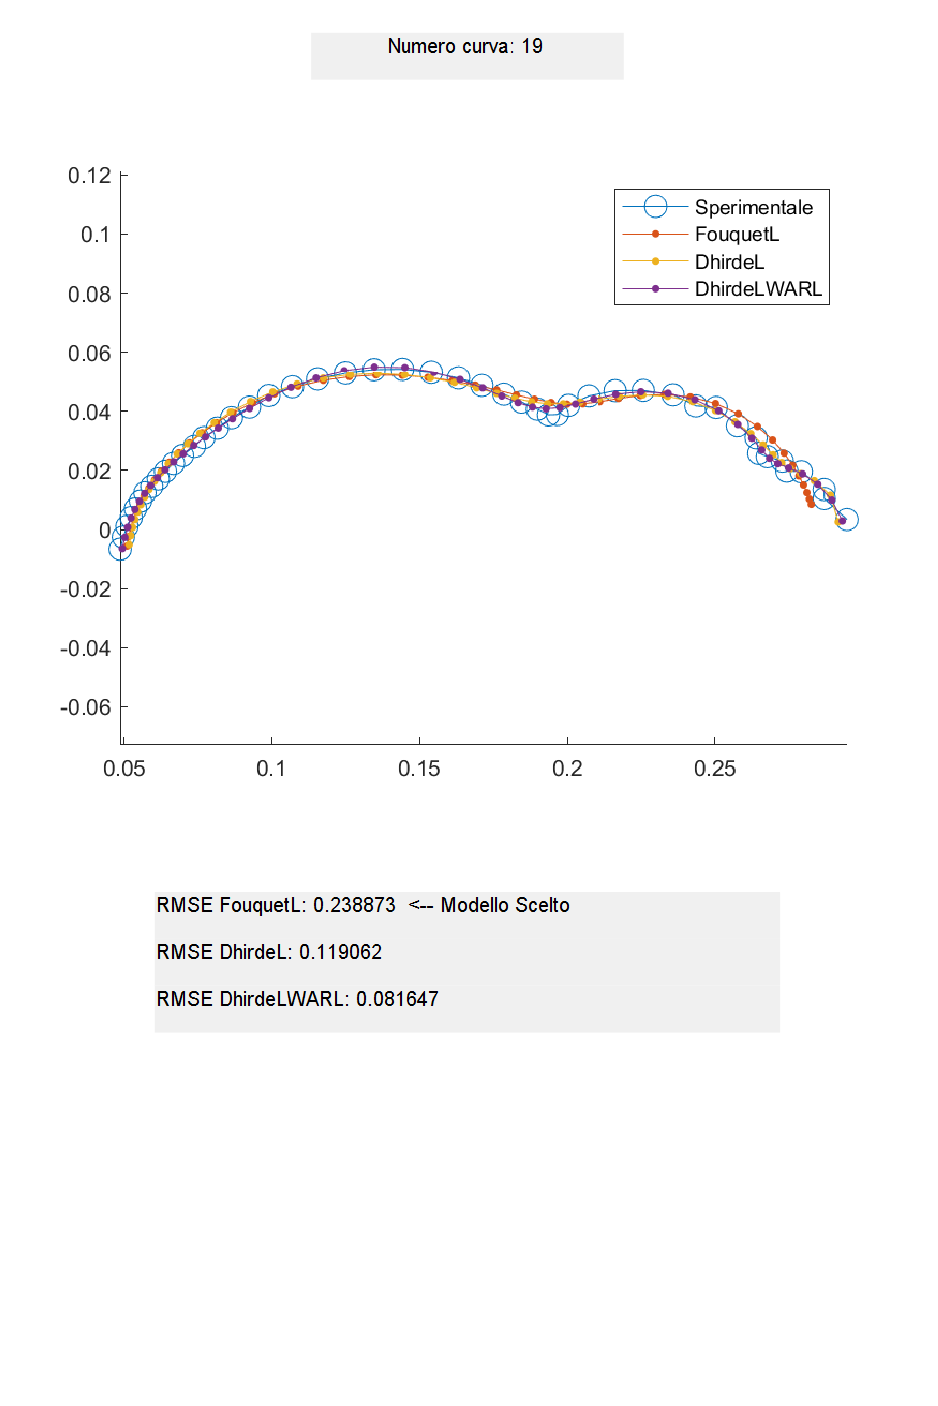 Numero curva: 19
0.12
0.1
0.08
0.06
0.04
0.02
0
-0.02
-0.04
-0.06
0.05
0.1
0.15
0.2
0.25
Sperimentale
FouquetL
DhirdeL
DhirdeLWARL
RMSE FouquetL: 0.238873 <-- Modello Scelto
RMSE DhirdeL: 0.119062
RMSE DhirdeLWARL: 0.081647